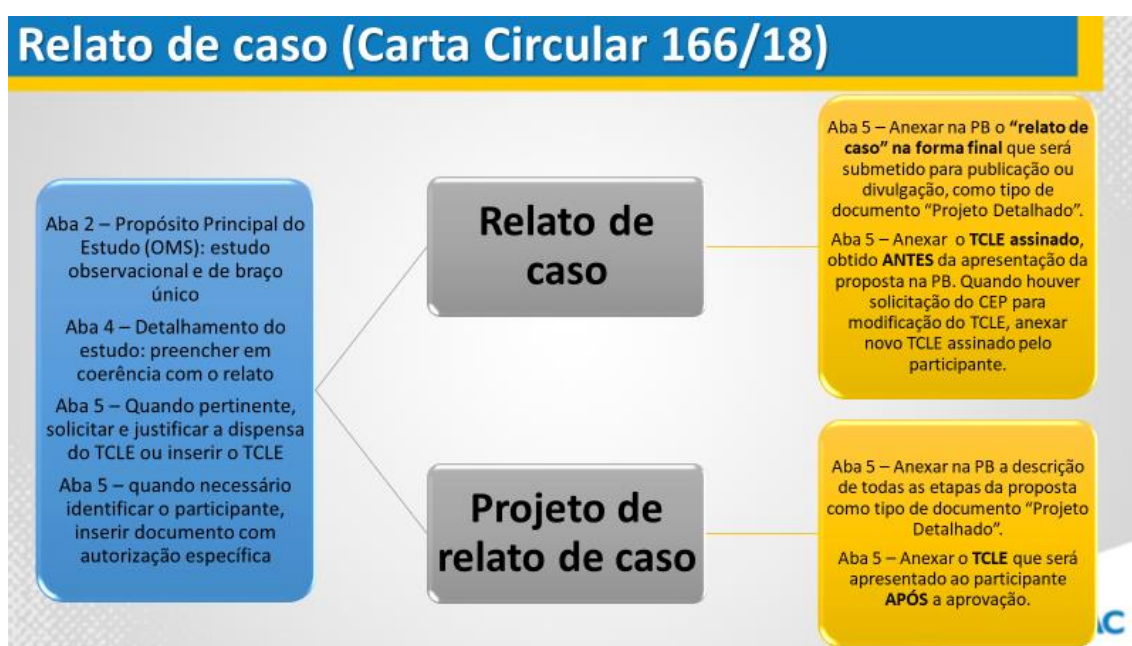 Relato de caso (Carta Circular 166/18)
Aba 2 – Propósito Principal do
Estudo (OMS): estudo
observacional e de braço
único
Aba 4 – Detalhamento do
estudo: preencher em
coerência com o relato
Aba 5 – Quando pertinente,
solicitar e justificar a dispensa
do TCLE ou inserir o TCLE
Aba 5 – quando necessário
identificar o participante,
inserir documento com
autorização específica
Relato de
caso
Aba 5 – Anexar na PB o “relato de
caso” na forma final que será
submetido para publicação ou
divulgação, como tipo de
documento “Projeto Detalhado”.
Aba 5 – Anexar o TCLE assinado,
obtido ANTES da apresentação da
proposta na PB. Quando houver
solicitação do CEP para
modificação do TCLE, anexar
novo TCLE assinado pelo
participante.
Projeto de
relato de caso
Aba 5 – Anexar na PB a descrição
de todas as etapas da proposta
como tipo de documento “Projeto
Detalhado”.
Aba 5 – Anexar o TCLE que será
apresentado ao participante
APÓS a aprovação.